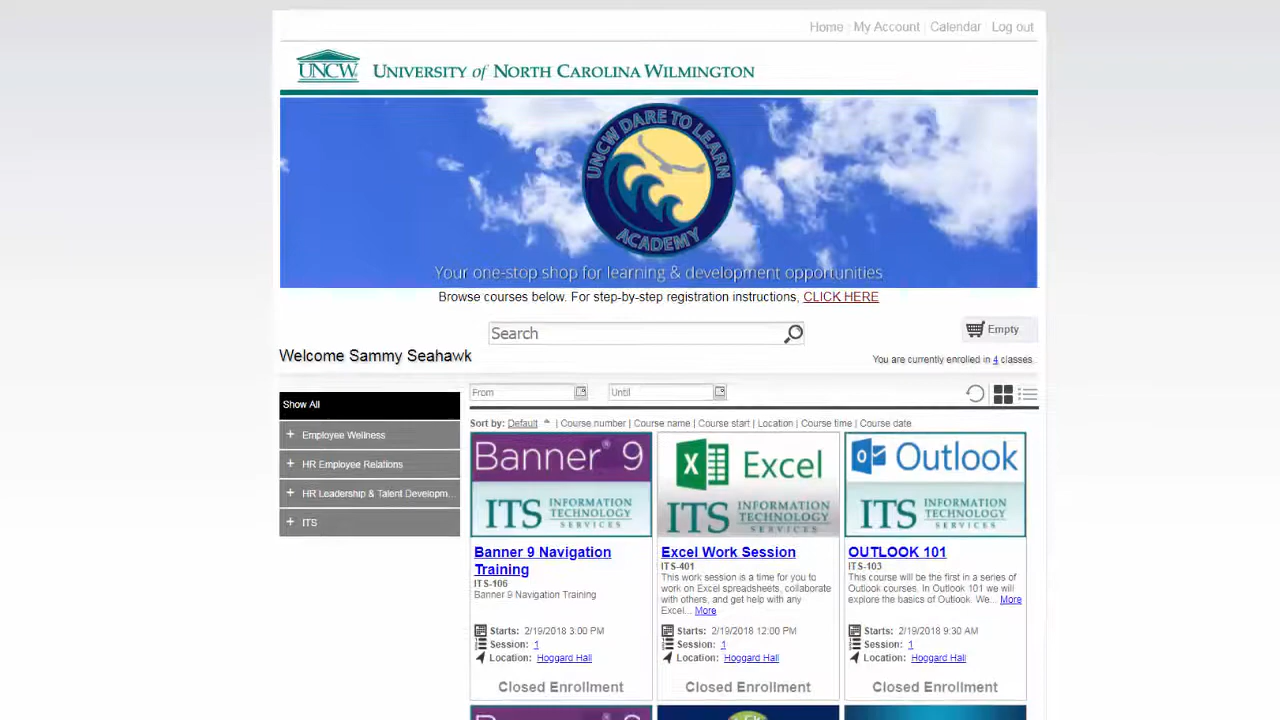 Home | My Account | Calendar | Log out
UNCW UNIVERSITY of NORTH CAROLINA WILMINGTON
UNCW DARE TO LEARN
ACADEMY
Your one-stop shop for learning & development opportunities
Browse courses below. For step-by-step registration instructions, CLICK HERE
Search
Empty
Welcome Sammy Seahawk
You are currently enrolled in 4 classes.
Show All
+ Employee Wellness
+ HR Employee Relations
+ HR Leadership & Talent Developm...
+ ITS
From
Until
Sort by: Default | Course number | Course name | Course start | Location | Course time | Course date
Banner® 9
ITS INFORMATION TECHNOLOGY SERVICES
Banner 9 Navigation
Training
ITS-106
Banner 9 Navigation Training
Starts: 2/19/2018 3:00 PM
Session: 1
Location: Hoggard Hall
Closed Enrollment
Excel
ITS INFORMATION TECHNOLOGY SERVICES
Excel Work Session
ITS-401
This work session is a time for you to
work on Excel spreadsheets, collaborate
with others, and get help with any
Excel... More
Starts: 2/19/2018 12:00 PM
Session: 1
Location: Hoggard Hall
Closed Enrollment
Outlook
ITS INFORMATION TECHNOLOGY SERVICES
OUTLOOK 101
ITS-103
This course will be the first in a series of
Outlook courses. In Outlook 101 we will
explore the basics of Outlook. We... More
Starts: 2/19/2018 9:30 AM
Session: 1
Location: Hoggard Hall
Closed Enrollment